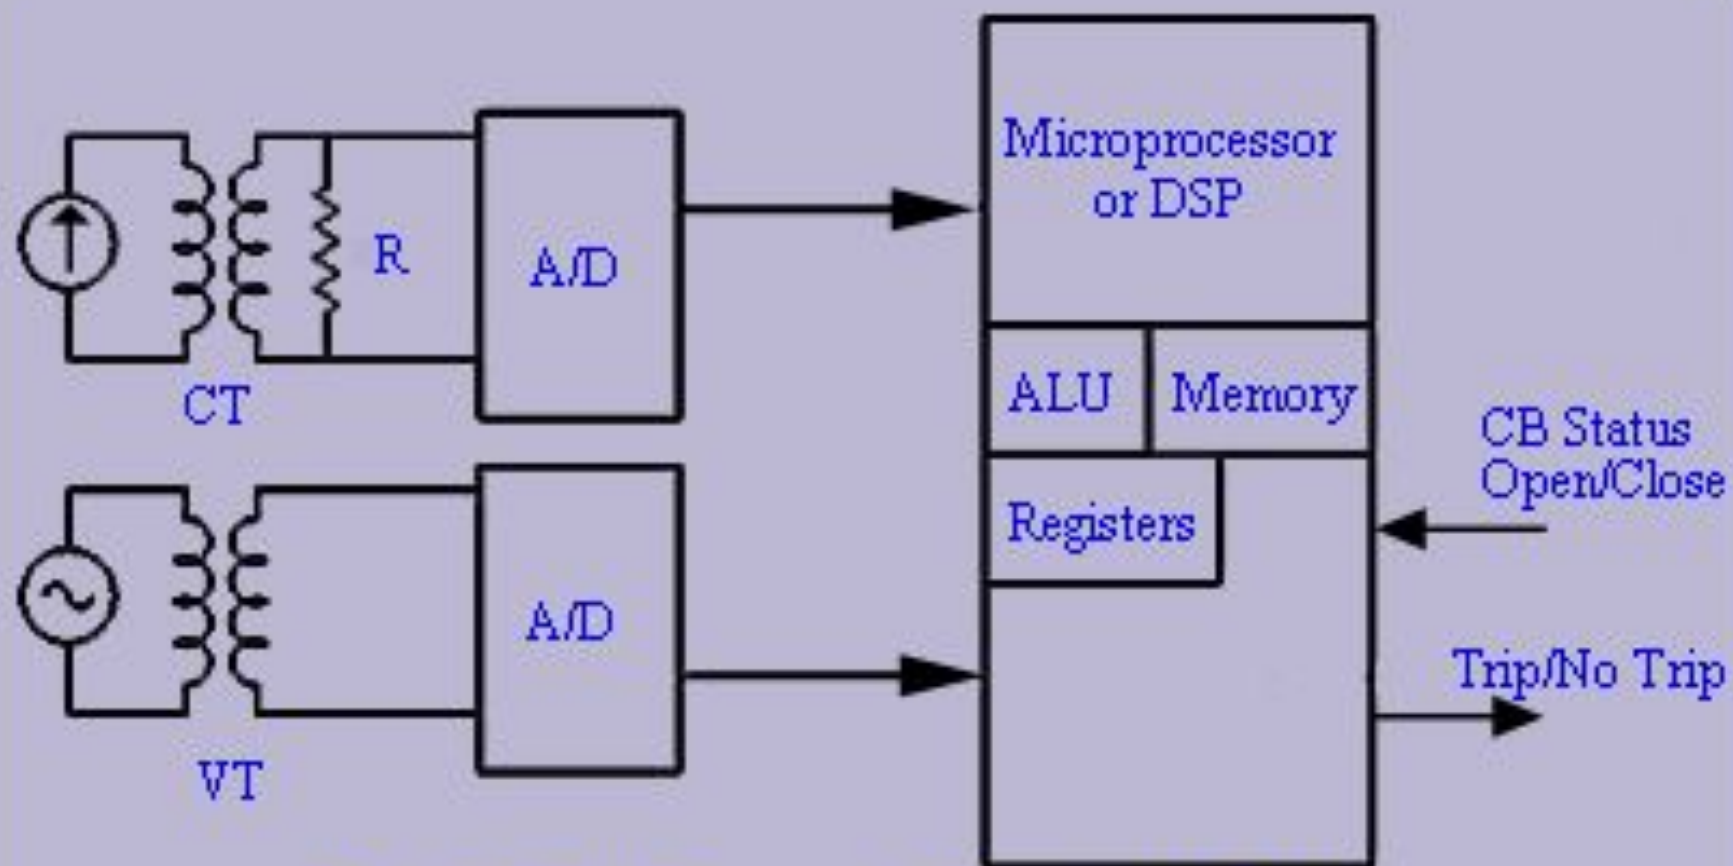 Microprocessor
or DSP
R
A/D
CT
ALU
Memory
CB Status
Open/Close
Registers
A/D
Trip/No Trip
VT